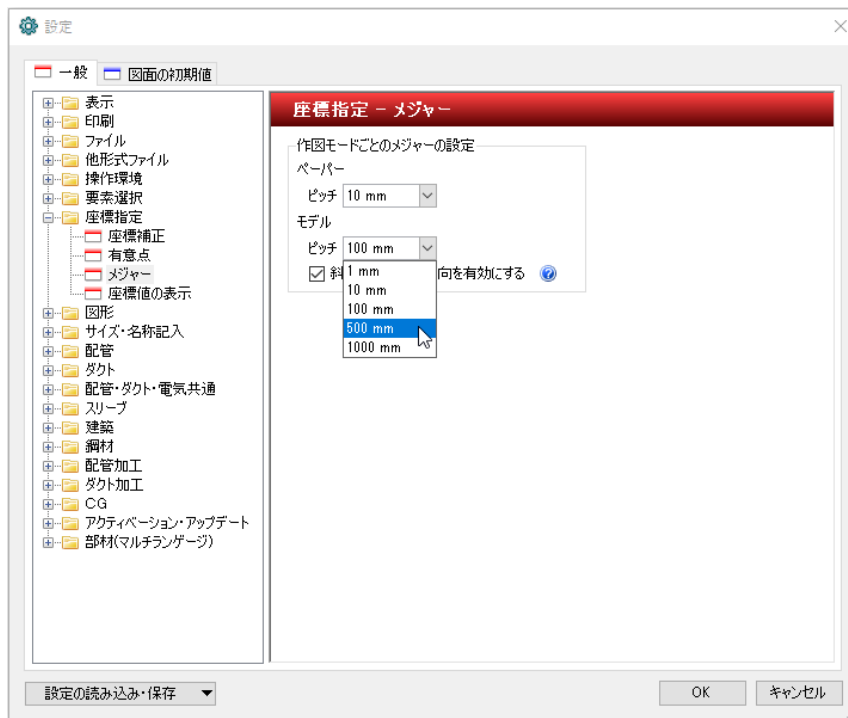 設定
一般
図面の初期値
表示
印刷
ファイル
他形式ファイル
操作環境
要素選択
座標指定
座標補正
有意点
メジャー
座標値の表示
図形
サイズ・名称記入
配管
ダクト
配管・ダクト・電気共通
スリーブ
建築
鋼材
配管加工
ダクト加工
CG
アクティベーション・アップデート
部材(マルチランゲージ)
座標指定 - メジャー
作図モードごとのメジャーの設定
ペーパー
ピッチ 10 mm
モデル
ピッチ 100 mm
斜 向を有効にする
1 mm
10 mm
100 mm
500 mm
1000 mm
設定の読み込み・保存
OK
キャンセル